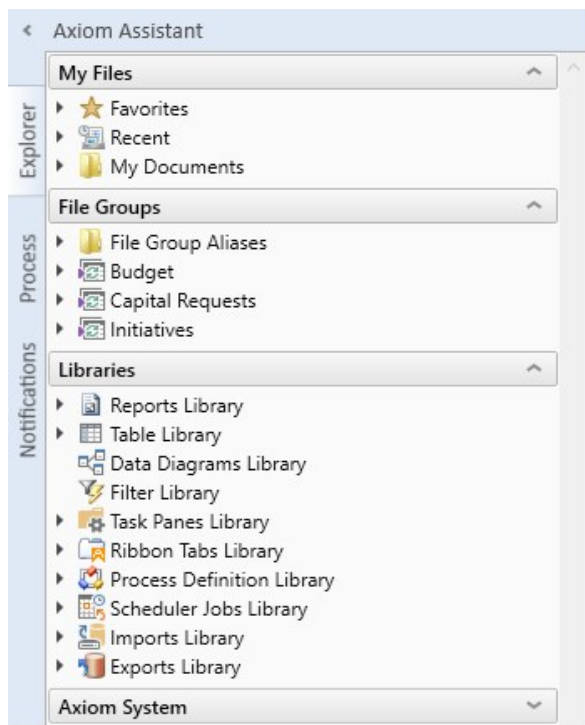 Axiom Assistant
My Files
Favorites
Recent
My Documents
File Groups
File Group Aliases
Budget
Capital Requests
Initiatives
Libraries
Reports Library
Table Library
Data Diagrams Library
Filter Library
Task Panes Library
Ribbon Tabs Library
Process Definition Library
Scheduler Jobs Library
Imports Library
Exports Library
Axiom System
Explorer
Process
Notifications